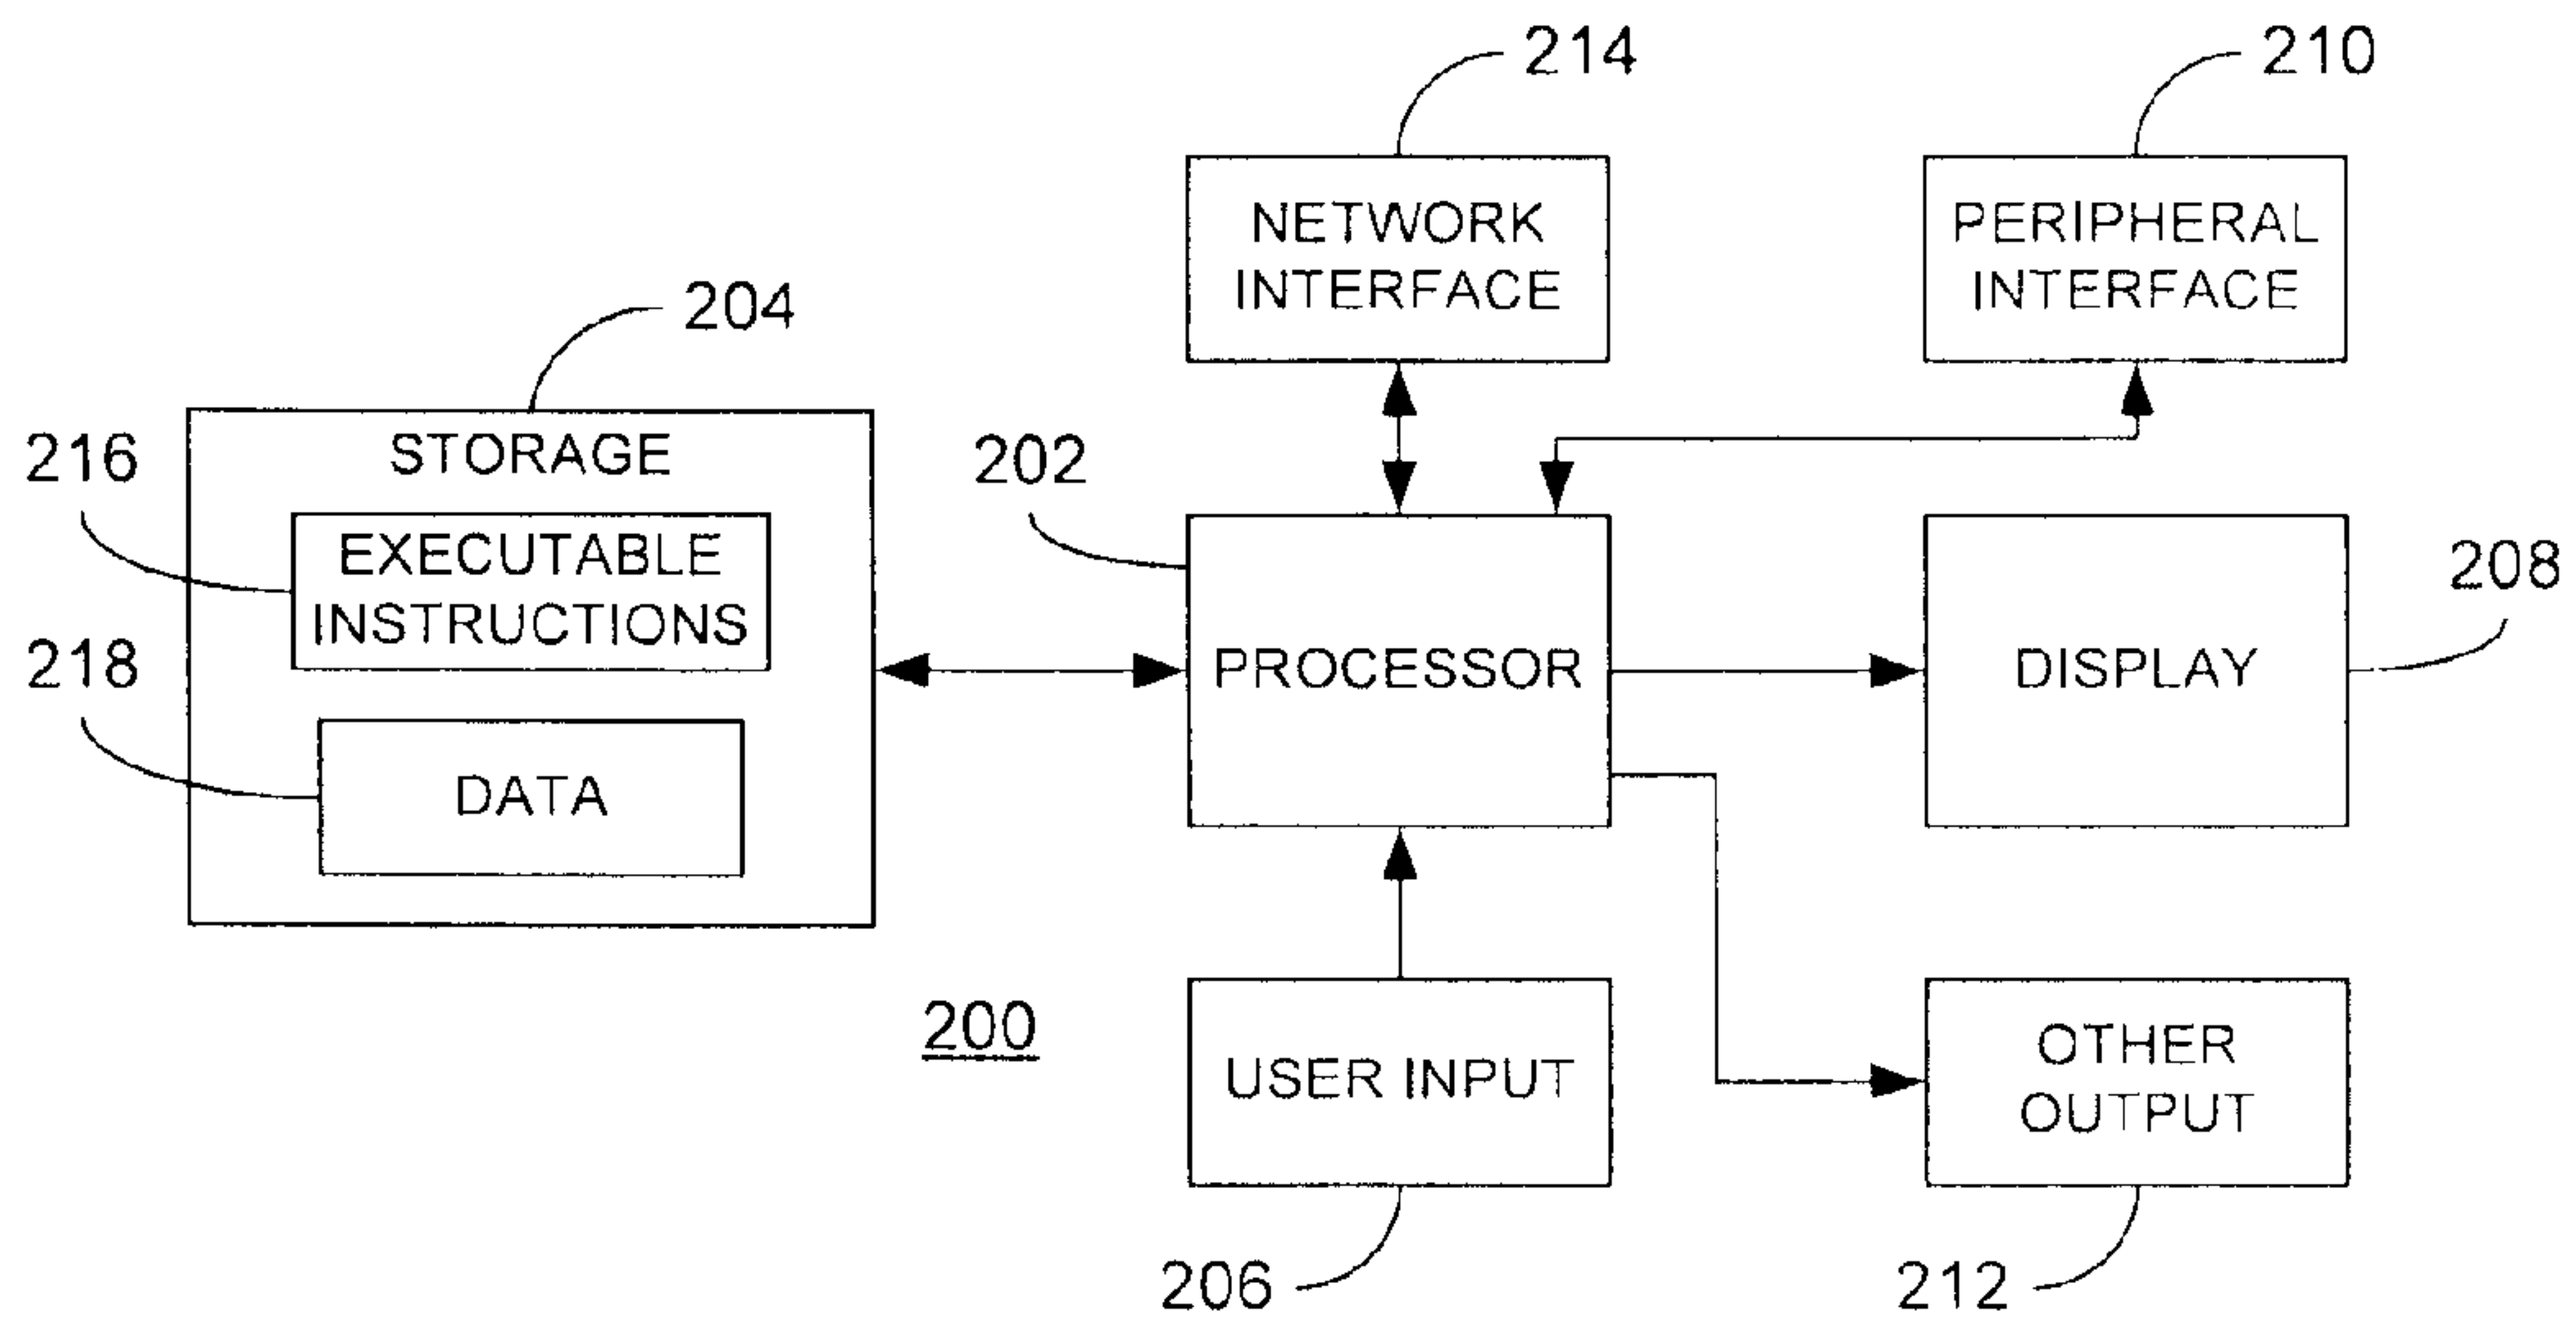 214
210
NETWORK
INTERFACE
PERIPHERAL
INTERFACE
204
STORAGE
216
EXECUTABLE
INSTRUCTIONS
218
DATA
202
PROCESSOR
DISPLAY
208
200
USER INPUT
OTHER
OUTPUT
206
212